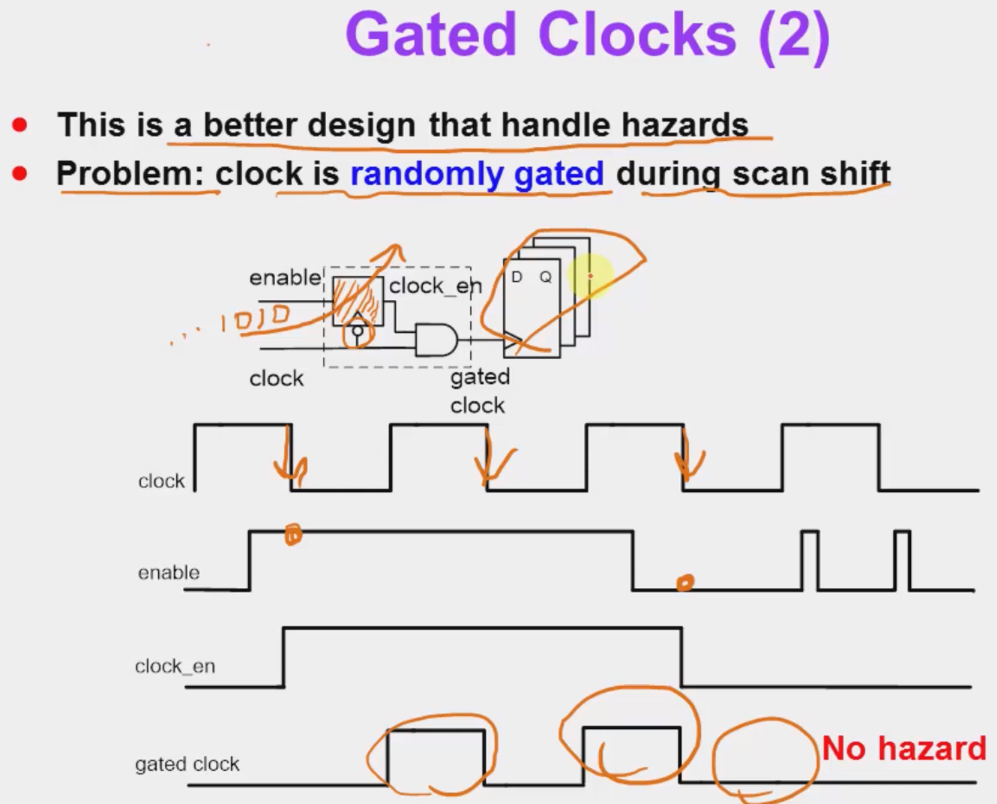 Gated Clocks (2)
This is a better design that handle hazards
Problem: clock is randomly gated during scan shift
enable
clock_en
D Q
... 1010
clock
gated
clock
clock
enable
clock_en
gated clock
No hazard